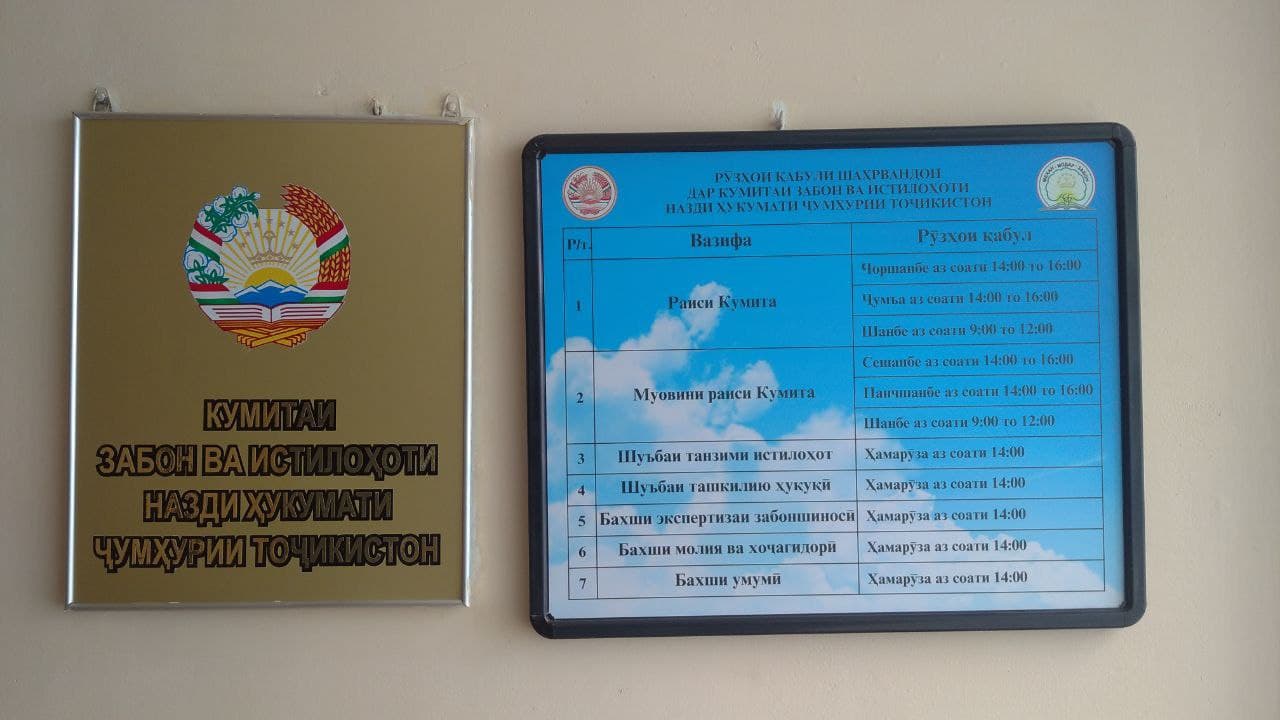 КУМИТАИ
ЗАБОН ВА ИСТИЛОҲОТИ
НАЗДИ ҲУКУМАТИ
ҶУМҲУРИИ ТОҶИКИСТОН
РӮЗҲОИ ҚАБУЛИ ШАҲРВАНДОН
ДАР КУМИТАИ ЗАБОН ВА ИСТИЛОҲОТИ
НАЗДИ ҲУКУМАТИ ҶУМҲУРИИ ТОҶИКИСТОН
Р/т. Вазифа Рӯзҳои қабул
1 Раиси Кумита Чоршанбе аз соати 14:00 то 16:00
Ҷумъа аз соати 14:00 то 16:00
Шанбе аз соати 9:00 то 12:00
2 Муовини раиси Кумита Сешанбе аз соати 14:00 то 16:00
Панҷшанбе аз соати 14:00 то 16:00
Шанбе аз соати 9:00 то 12:00
3 Шуъбаи танзими истилоҳот Ҳамарӯза аз соати 14:00
4 Шуъбаи ташкилию ҳуқуқӣ Ҳамарӯза аз соати 14:00
5 Бахши экспертизаи забоншиносӣ Ҳамарӯза аз соати 14:00
6 Бахши молия ва хоҷагидорӣ Ҳамарӯза аз соати 14:00
7 Бахши умумӣ Ҳамарӯза аз соати 14:00